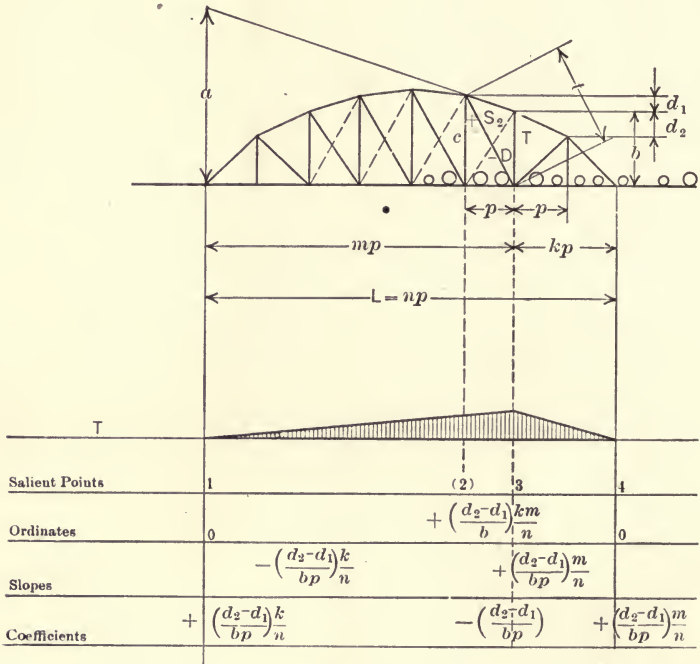 a
d₁
d₂
+ S₂
c
T
b
-D
p p
mp kp
L = np
T
Salient Points 1 (2) 3 4
Ordinates 0 +((d₂-d₁)/b) km/n 0
Slopes -((d₂-d₁)/bp) k/n +((d₂-d₁)/bp) m/n
Coefficients +((d₂-d₁)/bp) k/n -((d₂-d₁)/bp) +((d₂-d₁)/bp) m/n